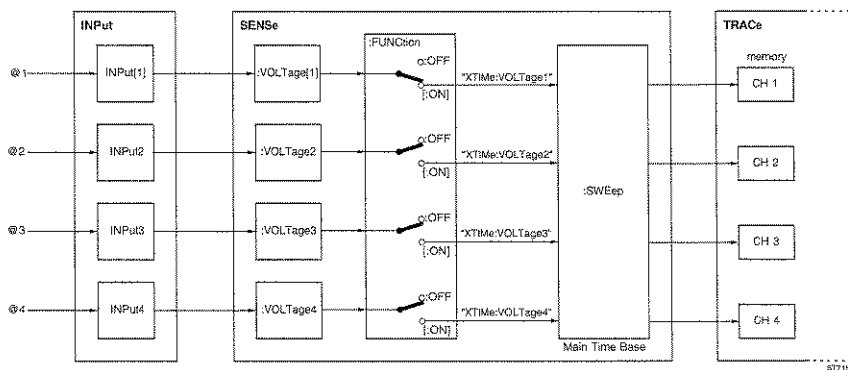 INPut
SENSe
TRACe
:FUNCtion
memory
@1
INPut[1]
:VOLTage[1]
o:OFF
[:ON]
"XTIMe:VOLTage1"
CH 1
@2
INPut2
:VOLTage2
:OFF
[:ON]
"XTIMe:VOLTage2"
CH 2
:SWEep
@3
INPut3
:VOLTage3
:OFF
[:ON]
"XTIMe:VOLTage3"
CH 3
@4
INPut4
:VOLTage4
:OFF
[:ON]
"XTIMe:VOLTage4"
CH 4
Main Time Base